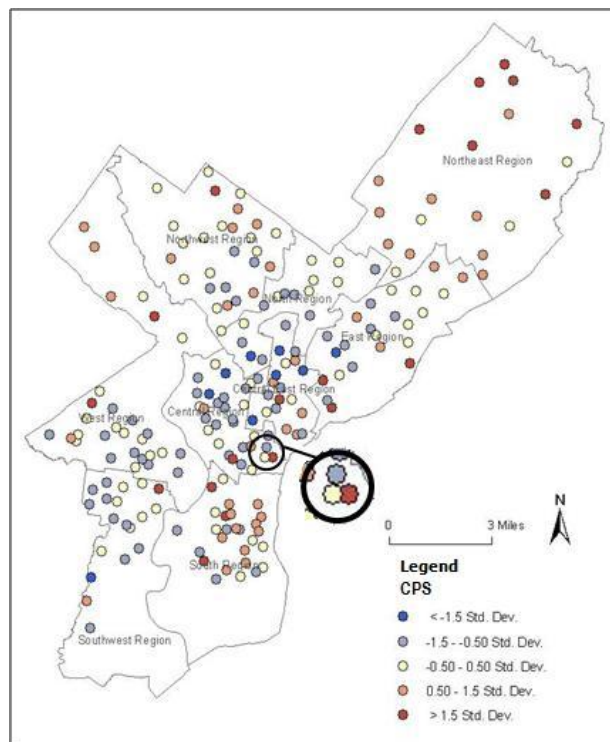 Northeast Region
Northwest Region
North Region
East Region
Centraleast Region
West Region
Central Region
South Region
Southwest Region
N
0 3 Miles
Legend
CPS
< -1.5 Std. Dev.
-1.5 - -0.50 Std. Dev.
-0.50 - 0.50 Std. Dev.
0.50 - 1.5 Std. Dev.
> 1.5 Std. Dev.